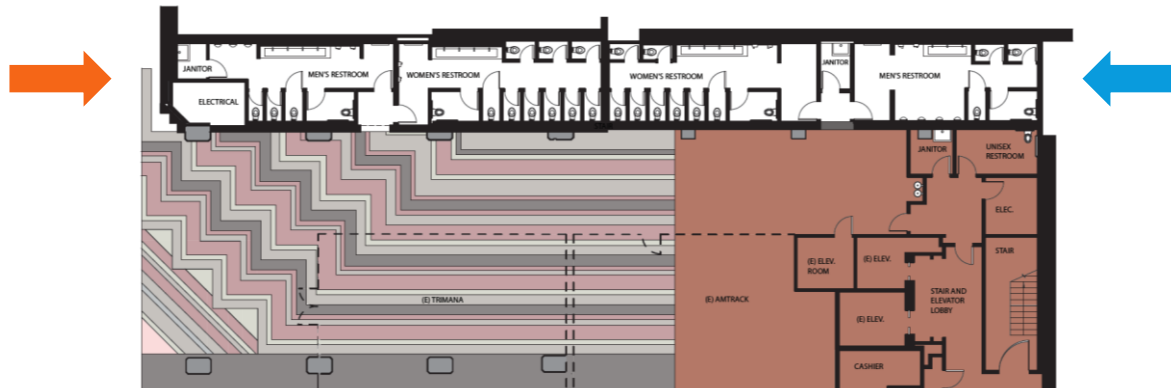 JANITOR
MEN'S RESTROOM
WOMEN'S RESTROOM
WOMEN'S RESTROOM
JANITOR
MEN'S RESTROOM
ELECTRICAL
JANITOR
UNISEX
RESTROOM
ELEC.
STAIR
(E) ELEV.
ROOM
(E) ELEV.
STAIR AND
ELEVATOR
LOBBY
(E) TRIMANA
(E) AMTRACK
(E) ELEV.
CASHIER